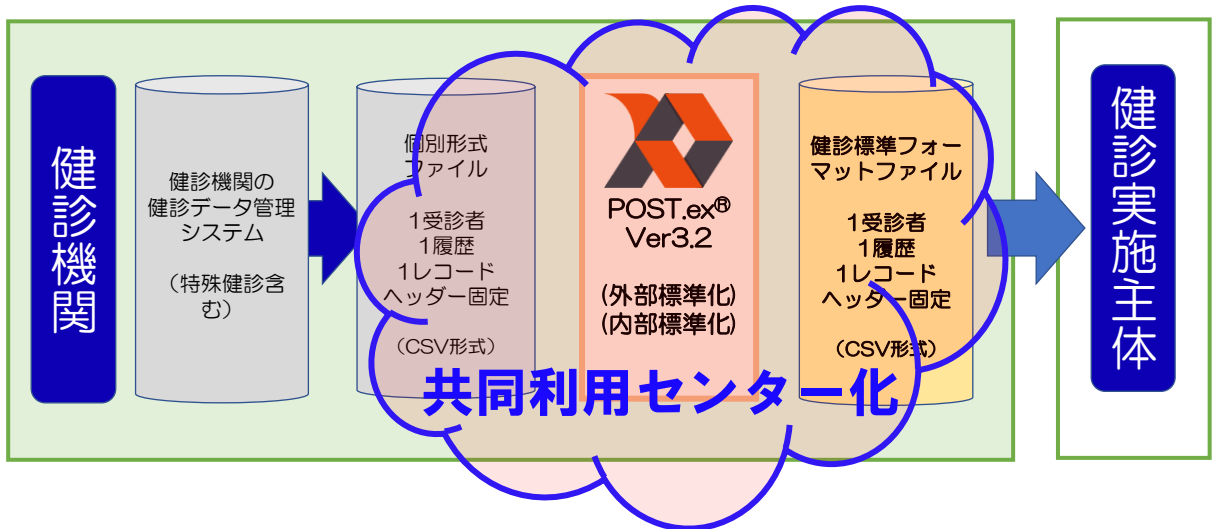 健診機関
健診機関の
健診データ管理
システム
（特殊健診含
む）
個別形式
ファイル
1受診者
1履歴
1レコード
ヘッダー固定
（CSV形式）
POST.ex®
Ver3.2
(外部標準化)
(内部標準化)
健診標準フォー
マットファイル
1受診者
1履歴
1レコード
ヘッダー固定
（CSV形式）
共同利用センター化
健診実施主体